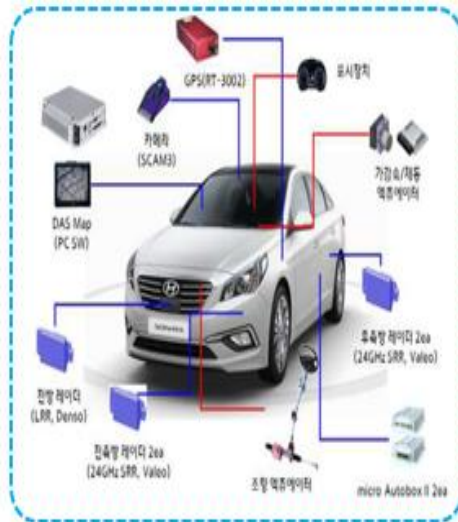 GPS(RT-3002)
표시장치
카메라
(SCAM3)
가감속/제동
액츄에이터
DAS Map
(PC SW)
후측방 레이다 2ea
(24GHz SRR, Valeo)
전방 레이다
(LRR, Denso)
전측방 레이다 2ea
(24GHz SRR, Valeo)
조향 액츄에이터
micro Autobox II 2ea